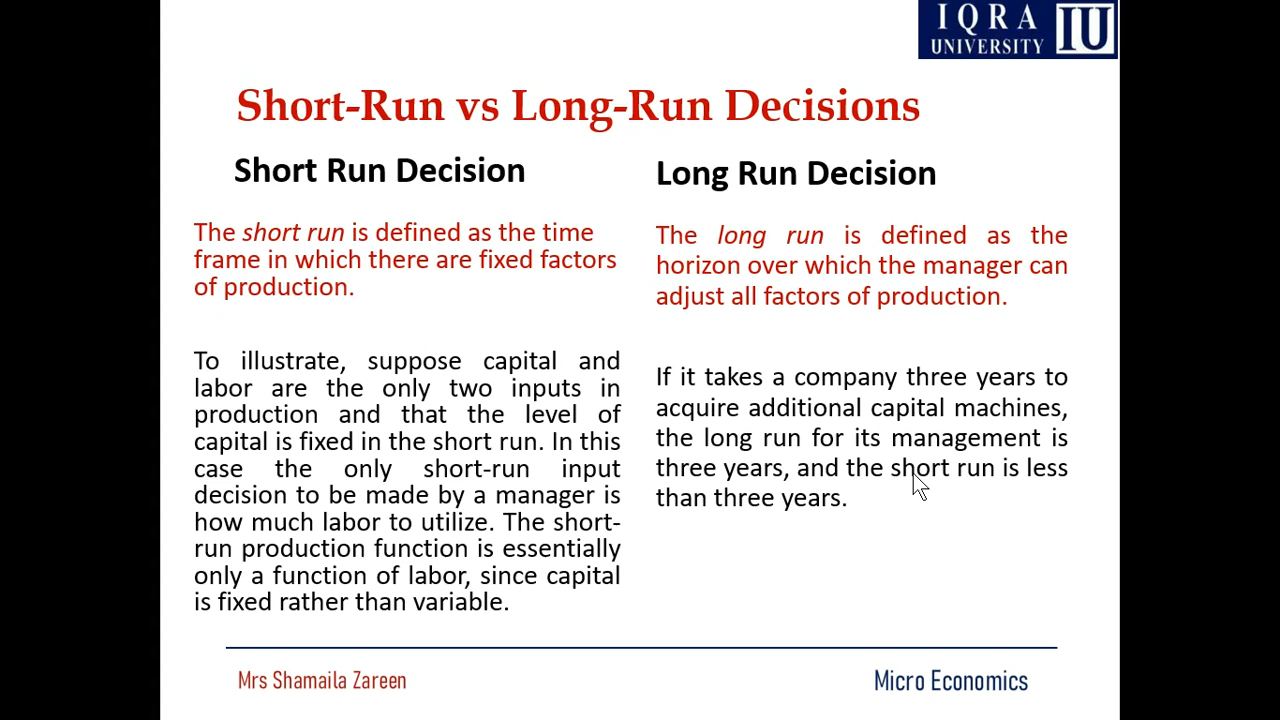 IQRA
UNIVERSITY IU
Short-Run vs Long-Run Decisions
Short Run Decision
The short run is defined as the time
frame in which there are fixed factors
of production.
To illustrate, suppose capital and
labor are the only two inputs in
production and that the level of
capital is fixed in the short run. In this
case the only short-run input
decision to be made by a manager is
how much labor to utilize. The short-
run production function is essentially
only a function of labor, since capital
is fixed rather than variable.
Long Run Decision
The long run is defined as the
horizon over which the manager can
adjust all factors of production.
If it takes a company three years to
acquire additional capital machines,
the long run for its management is
three years, and the short run is less
than three years.
Mrs Shamaila Zareen
Micro Economics